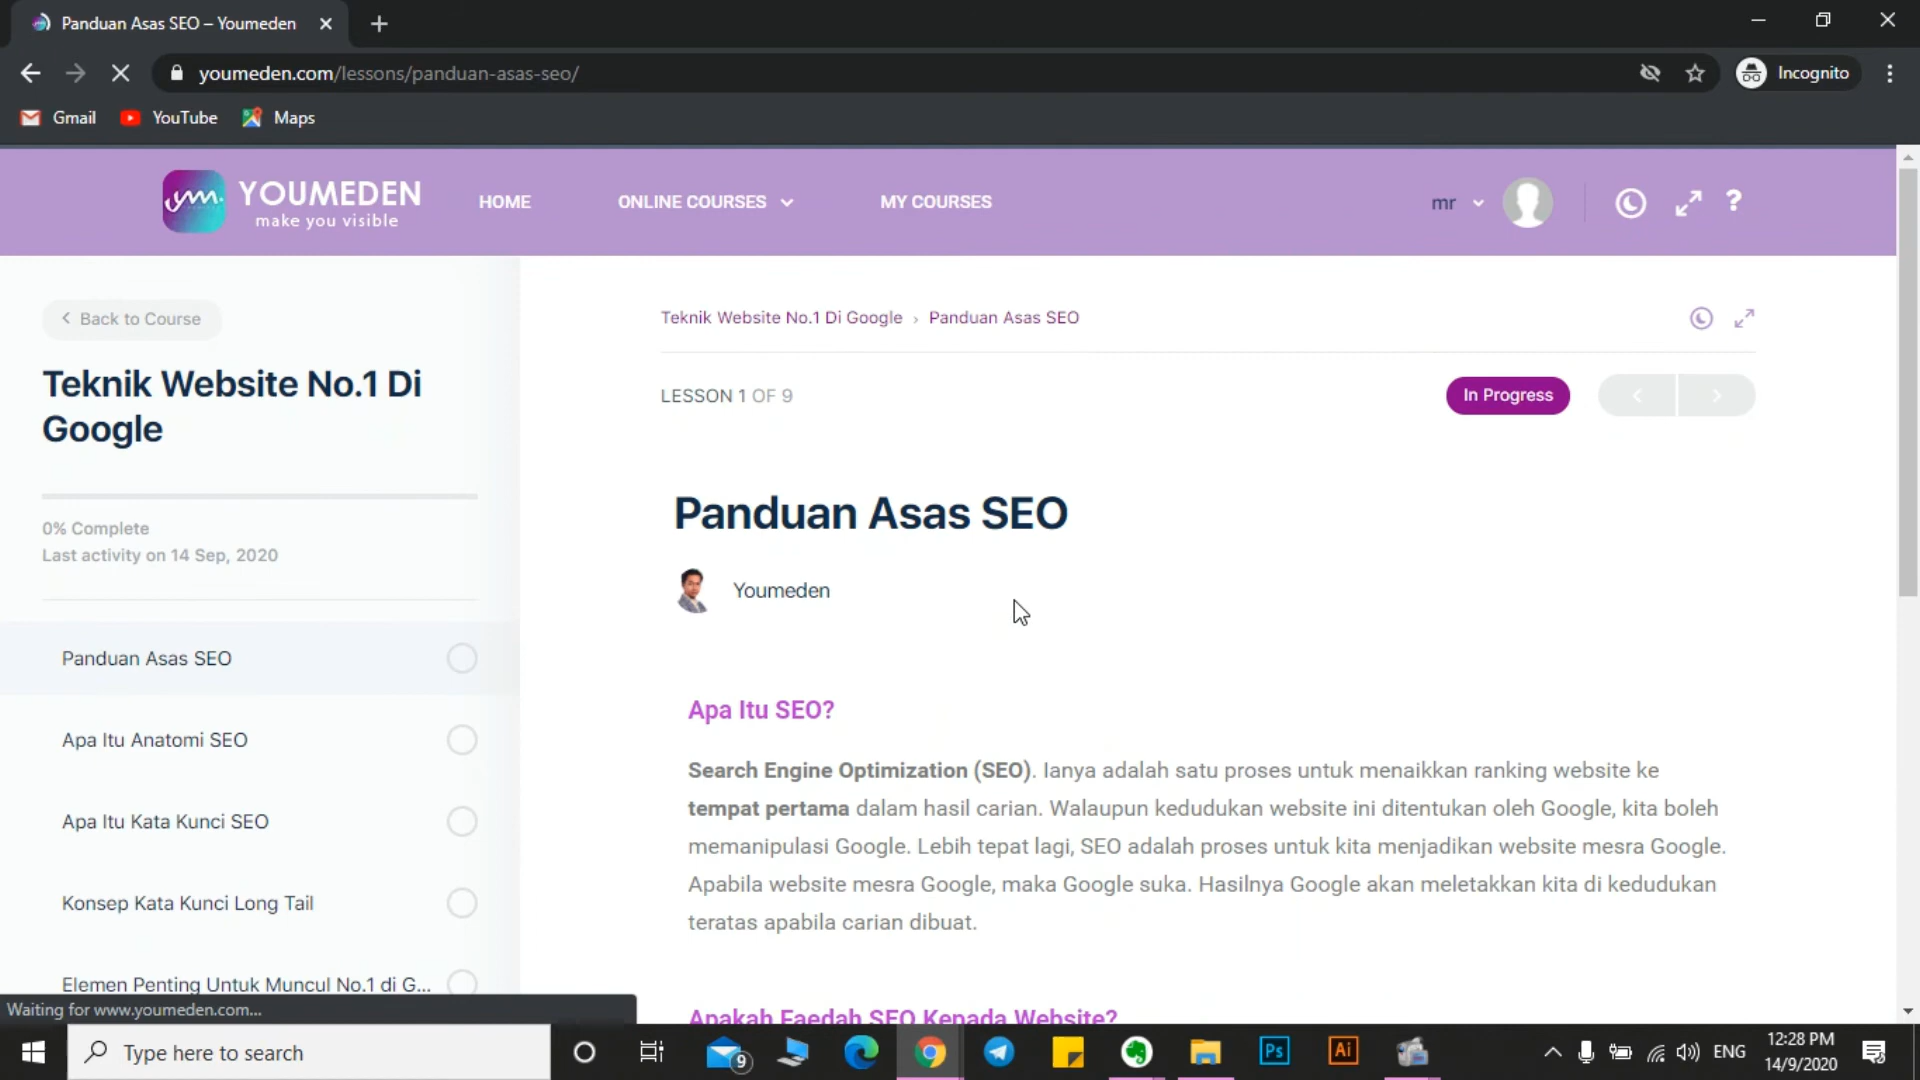 Panduan Asas SEO – Youmeden
youmeden.com/lessons/panduan-asas-seo/
Incognito
Gmail
YouTube
Maps
ym.
YOUMEDEN
make you visible
HOME
ONLINE COURSES
MY COURSES
mr
?
Back to Course
Teknik Website No.1 Di
Google
0% Complete
Last activity on 14 Sep, 2020
Panduan Asas SEO
Apa Itu Anatomi SEO
Apa Itu Kata Kunci SEO
Konsep Kata Kunci Long Tail
Elemen Penting Untuk Muncul No.1 di G...
Teknik Website No.1 Di Google › Panduan Asas SEO
LESSON 1 OF 9
In Progress
Panduan Asas SEO
Youmeden
Apa Itu SEO?
Search Engine Optimization (SEO). Ianya adalah satu proses untuk menaikkan ranking website ke
tempat pertama dalam hasil carian. Walaupun kedudukan website ini ditentukan oleh Google, kita boleh
memanipulasi Google. Lebih tepat lagi, SEO adalah proses untuk kita menjadikan website mesra Google.
Apabila website mesra Google, maka Google suka. Hasilnya Google akan meletakkan kita di kedudukan
teratas apabila carian dibuat.
Apakah Faedah SEO Kepada Website?
Waiting for www.youmeden.com...
Type here to search
9
Ps
Ai
ENG
12:28 PM
14/9/2020